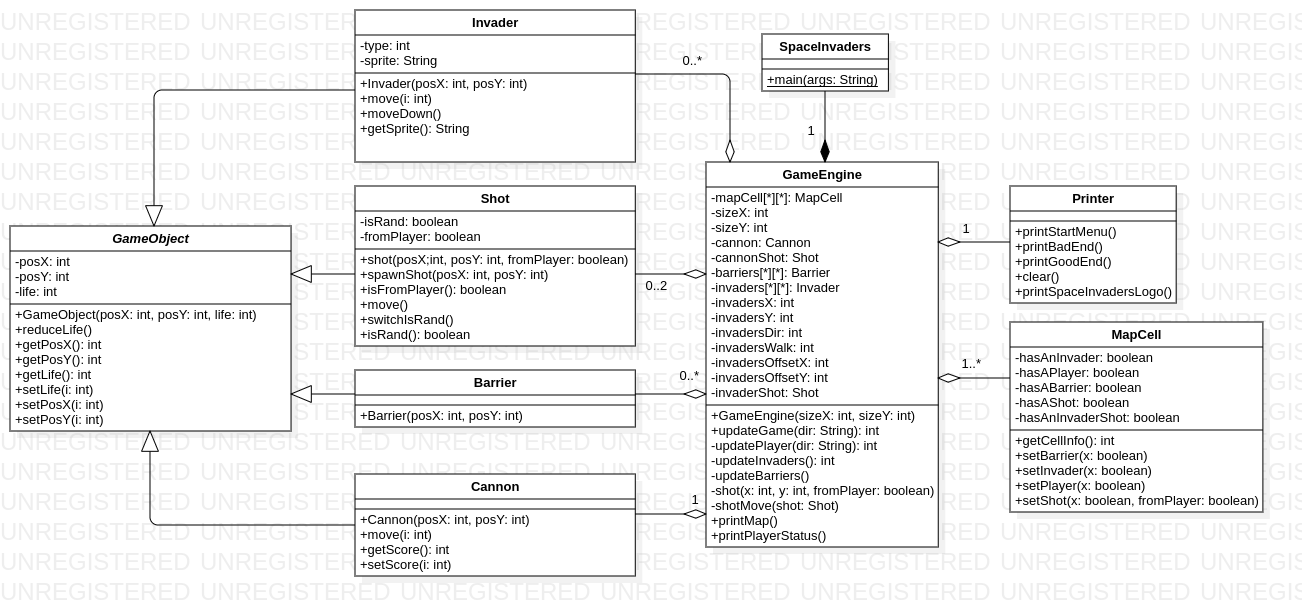 Invader
-type: int
-sprite: String
+Invader(posX: int, posY: int)
+move(i: int)
+moveDown()
+getSprite(): String
0..*
SpaceInvaders
+main(args: String)
1
GameObject
-posX: int
-posY: int
-life: int
+GameObject(posX: int, posY: int, life: int)
+reduceLife()
+getPosX(): int
+getPosY(): int
+getLife(): int
+setLife(i: int)
+setPosX(i: int)
+setPosY(i: int)
Shot
-isRand: boolean
-fromPlayer: boolean
+shot(posX;int, posY: int, fromPlayer: boolean)
+spawnShot(posX: int, posY: int)
+isFromPlayer(): boolean
+move()
+switchIsRand()
+isRand(): boolean
0..2
Barrier
+Barrier(posX: int, posY: int)
0..*
Cannon
+Cannon(posX: int, posY: int)
+move(i: int)
+getScore(): int
+setScore(i: int)
1
GameEngine
-mapCell[*][*]: MapCell
-sizeX: int
-sizeY: int
-cannon: Cannon
-cannonShot: Shot
-barriers[*][*]: Barrier
-invaders[*][*]: Invader
-invadersX: int
-invadersY: int
-invadersDir: int
-invadersWalk: int
-invadersOffsetX: int
-invadersOffsetY: int
-invaderShot: Shot
+GameEngine(sizeX: int, sizeY: int)
+updateGame(dir: String): int
-updatePlayer(dir: String): int
-updateInvaders(): int
-updateBarriers()
-shot(x: int, y: int, fromPlayer: boolean)
-shotMove(shot: Shot)
+printMap()
+printPlayerStatus()
1
Printer
+printStartMenu()
+printBadEnd()
+printGoodEnd()
+clear()
+printSpaceInvadersLogo()
1..*
MapCell
-hasAnInvader: boolean
-hasAPlayer: boolean
-hasABarrier: boolean
-hasAShot: boolean
-hasAnInvaderShot: boolean
+getCellInfo(): int
+setBarrier(x: boolean)
+setInvader(x: boolean)
+setPlayer(x: boolean)
+setShot(x: boolean, fromPlayer: boolean)
UNREGISTERED